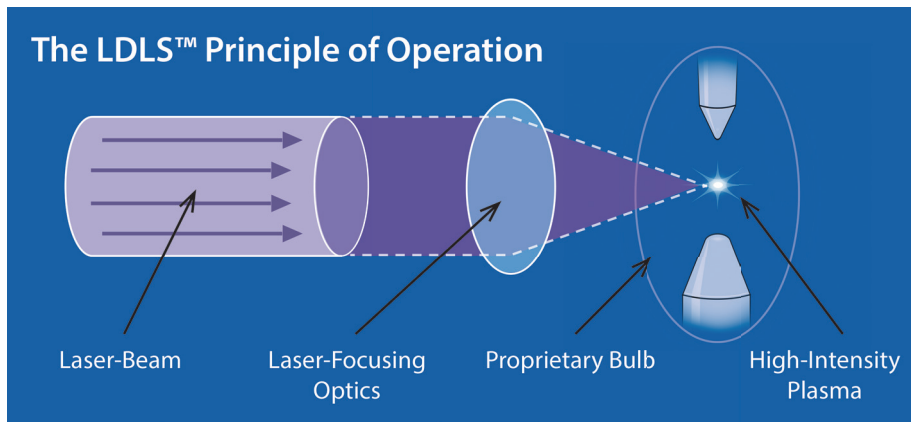 The LDLS™ Principle of Operation
Laser-Beam
Laser-Focusing
Optics
Proprietary Bulb
High-Intensity
Plasma